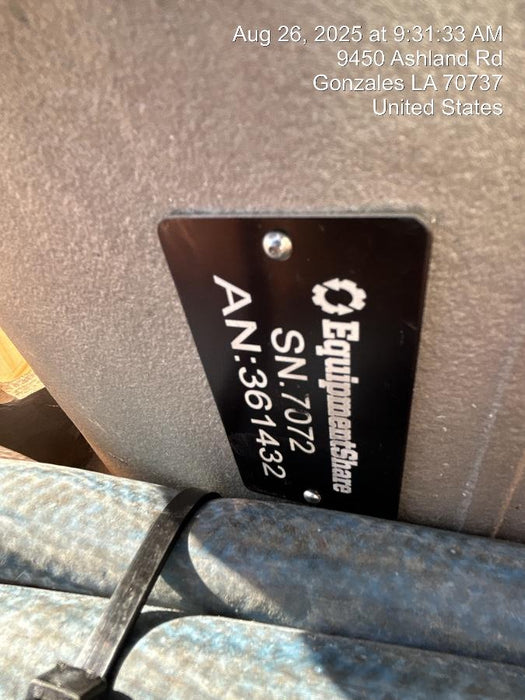 Aug 26, 2025 at 9:31:33 AM
9450 Ashland Rd
Gonzales LA 70737
United States
EquipmentShare
SN:7072
AN:361432